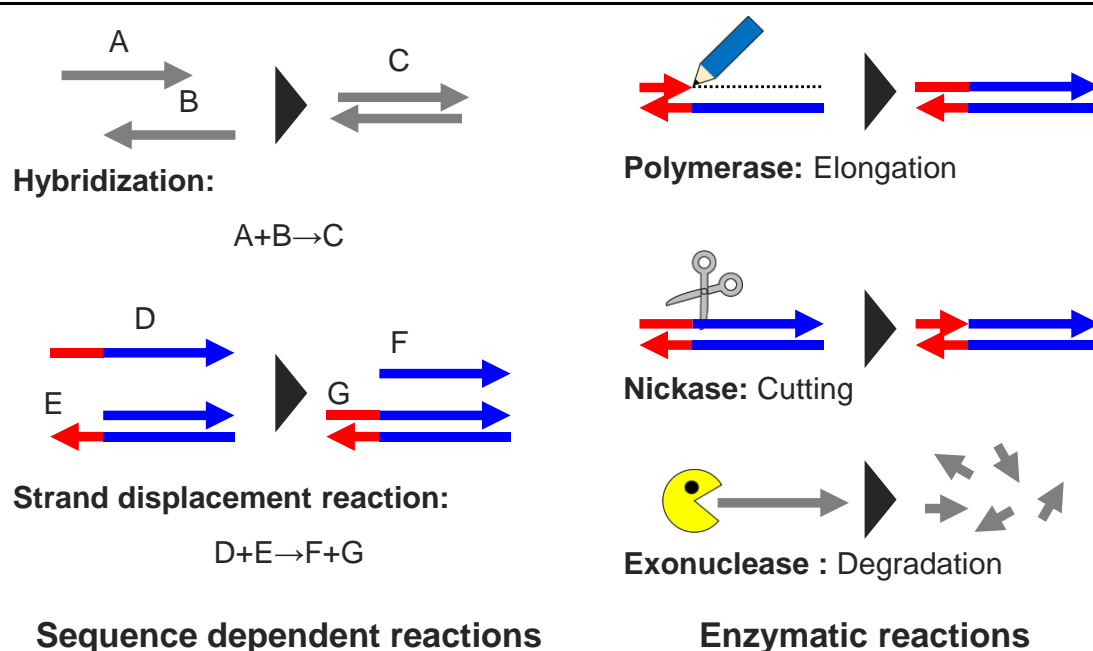 A
B
C
Hybridization:
A+B→C
D
E
F
G
Strand displacement reaction:
D+E→F+G
Sequence dependent reactions
Polymerase: Elongation
Nickase: Cutting
Exonuclease : Degradation
Enzymatic reactions